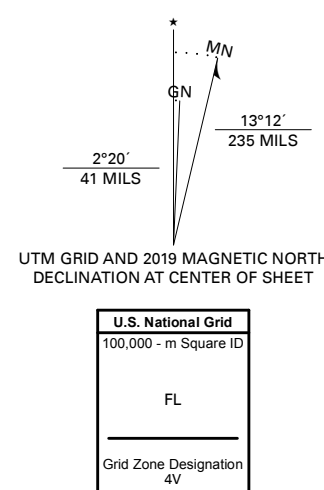 ★
MN
GN
13°12´
235 MILS
2°20´
41 MILS
UTM GRID AND 2019 MAGNETIC NORTH
DECLINATION AT CENTER OF SHEET
U.S. National Grid
100,000 - m Square ID
FL
Grid Zone Designation
4V